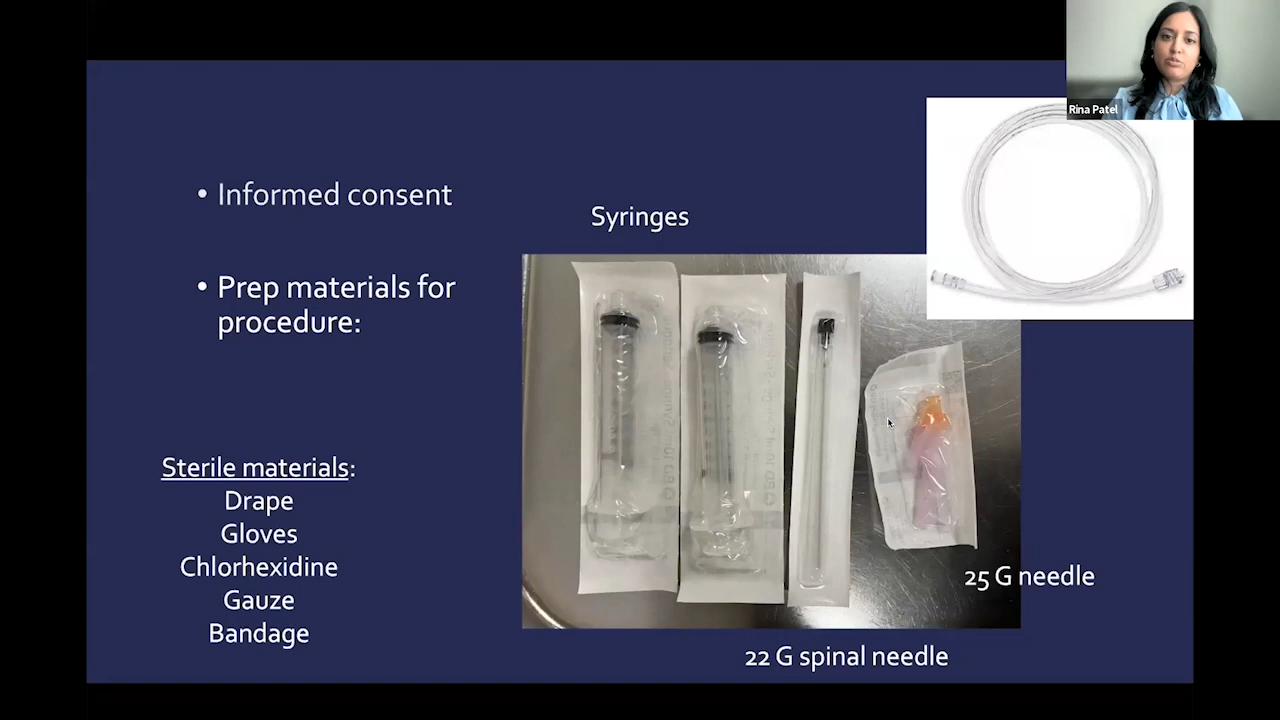 Rina Patel
• Informed consent
Syringes
• Prep materials for
procedure:
Sterile materials:
Drape
Gloves
Chlorhexidine
Gauze
Bandage
25 G needle
22 G spinal needle